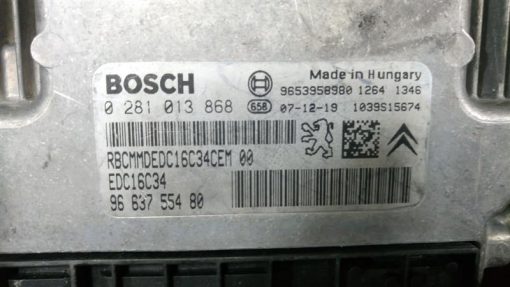 BOSCH
Made in Hungary
9653958980 1264 1346
0 281 013 868 658 07-12-19 1039S15674
RBCMMDEDC16C34CEM 00
EDC16C34
96 637 554 80